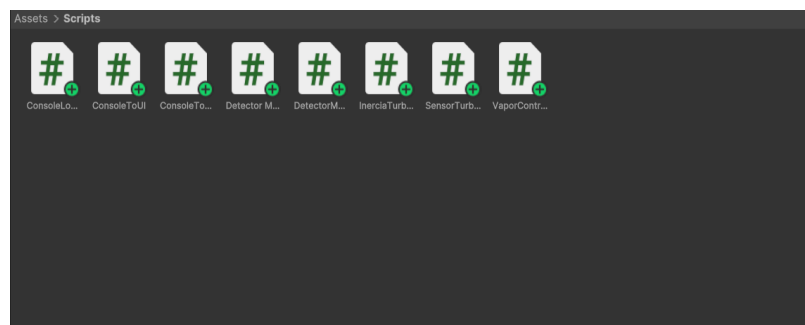 Assets > Scripts
ConsoleLo... ConsoleToUI ConsoleTo... Detector M... DetectorM... InerciaTurb... SensorTurb... VaporContr...